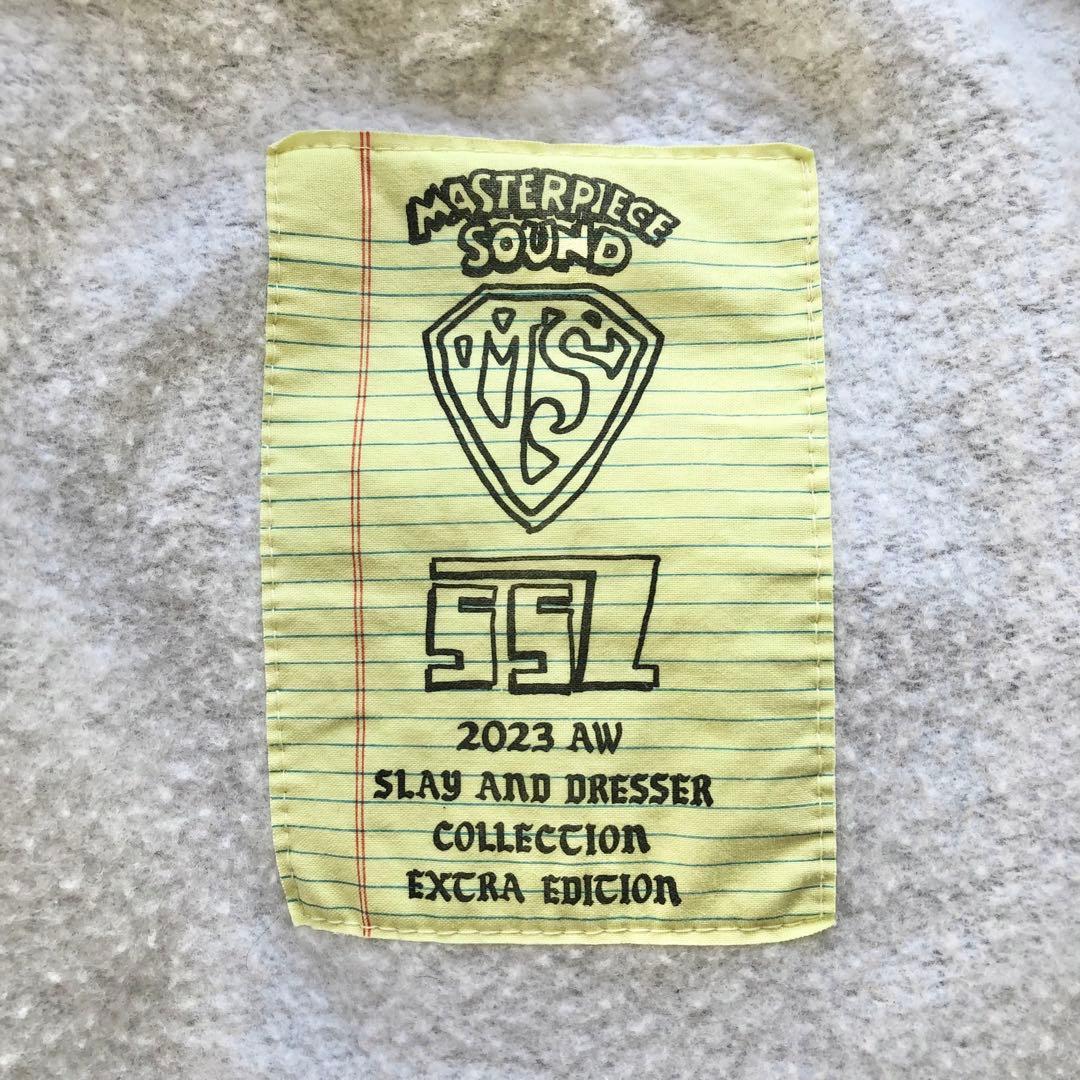 MASTERPIECE
SOUND
MS
SSZ
2023 AW
SLAY AND DRESSER
COLLECTION
EXTRA EDITION